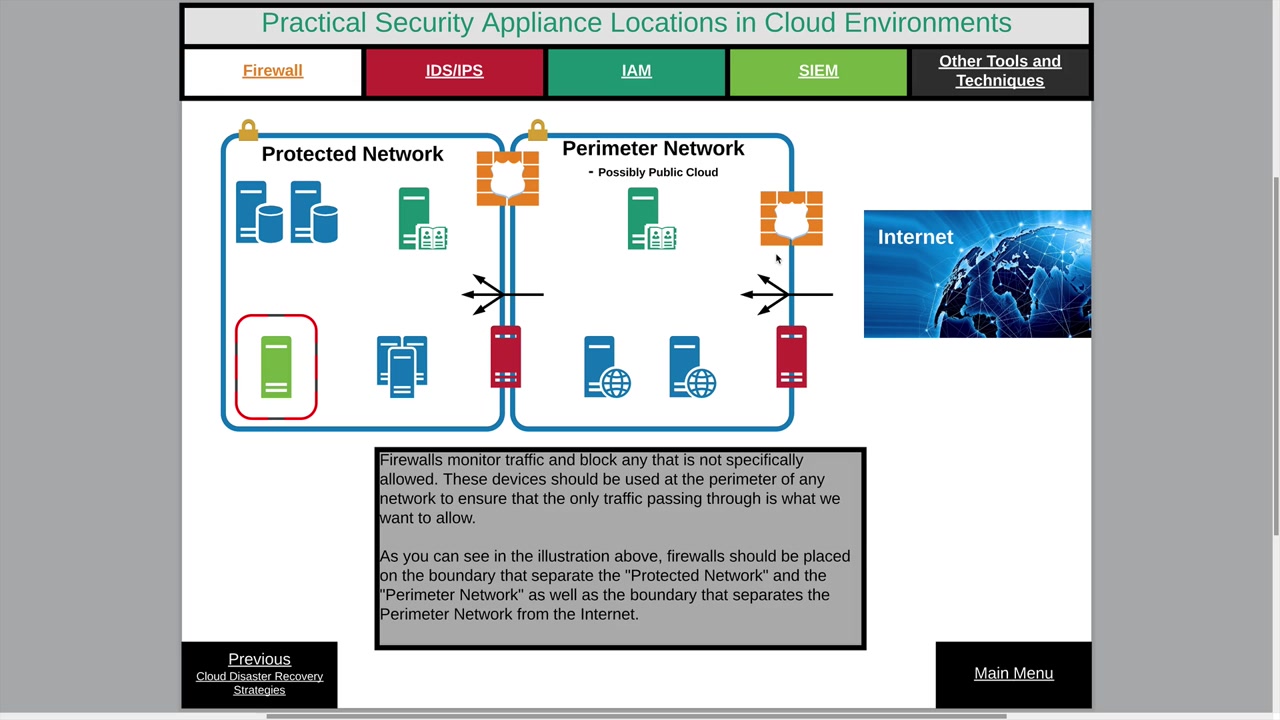 Practical Security Appliance Locations in Cloud Environments
Firewall
IDS/IPS
IAM
SIEM
Other Tools and
Techniques
Protected Network
Perimeter Network
- Possibly Public Cloud
Internet
Firewalls monitor traffic and block any that is not specifically
allowed. These devices should be used at the perimeter of any
network to ensure that the only traffic passing through is what we
want to allow.
As you can see in the illustration above, firewalls should be placed
on the boundary that separate the "Protected Network" and the
"Perimeter Network" as well as the boundary that separates the
Perimeter Network from the Internet.
Previous
Cloud Disaster Recovery
Strategies
Main Menu